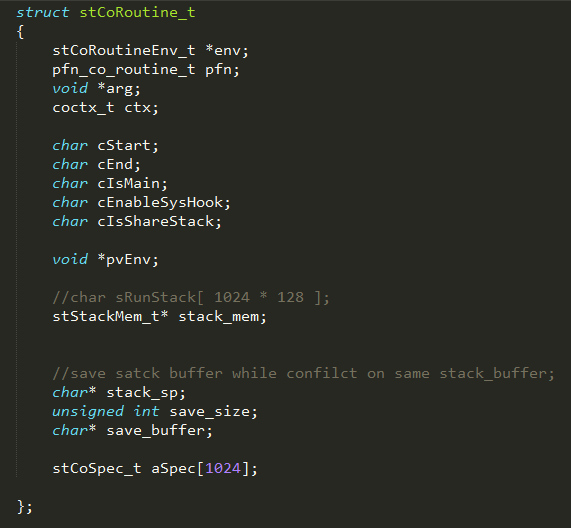 struct stCoRoutine_t
{
stCoRoutineEnv_t *env;
pfn_co_routine_t pfn;
void *arg;
coctx_t ctx;
char cStart;
char cEnd;
char cIsMain;
char cEnableSysHook;
char cIsShareStack;
void *pvEnv;
//char sRunStack[ 1024 * 128 ];
stStackMem_t* stack_mem;
//save satck buffer while confilct on same stack_buffer;
char* stack_sp;
unsigned int save_size;
char* save_buffer;
stCoSpec_t aSpec[1024];
};